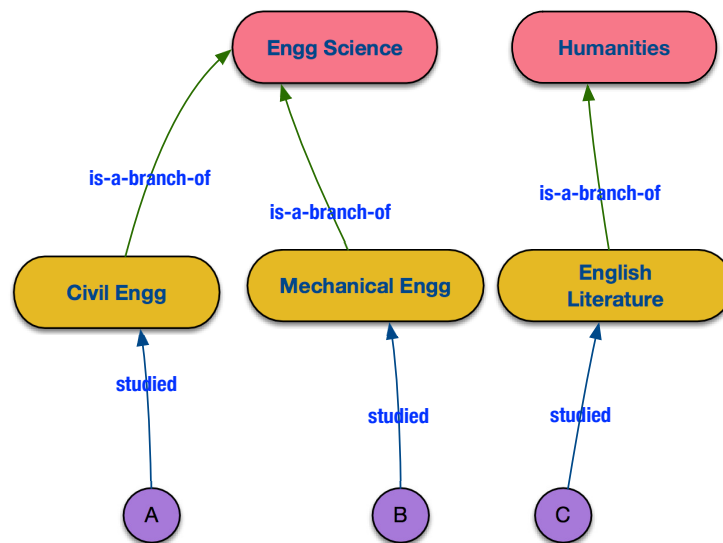 Engg Science
Humanities
is-a-branch-of
is-a-branch-of
is-a-branch-of
Civil Engg
Mechanical Engg
English
Literature
studied
studied
studied
A
B
C